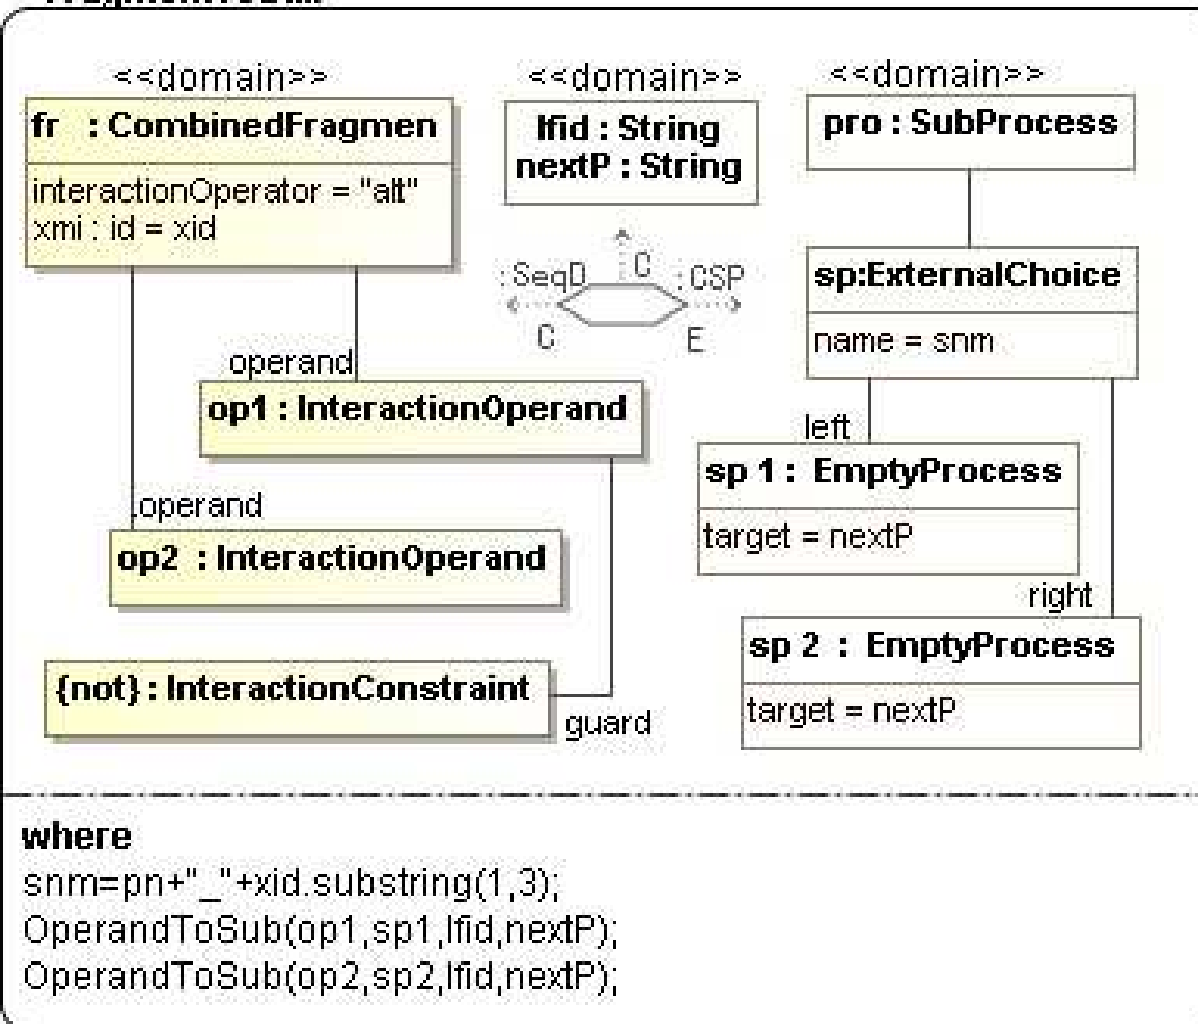 <<domain>>
fr : CombinedFragmen
interactionOperator = "alt"
xmi : id = xid
<<domain>>
lfid : String
nextP : String
<<domain>>
pro : SubProcess
:SeqD
C
:CSP
C
E
sp:ExternalChoice
name = snm
operand
op1 : InteractionOperand
left
sp 1 : EmptyProcess
target = nextP
operand
op2 : InteractionOperand
right
sp 2 : EmptyProcess
target = nextP
{not} : InteractionConstraint
guard
where
snm=pn+"_"+xid.substring(1,3);
OperandToSub(op1,sp1,lfid,nextP);
OperandToSub(op2,sp2,lfid,nextP);